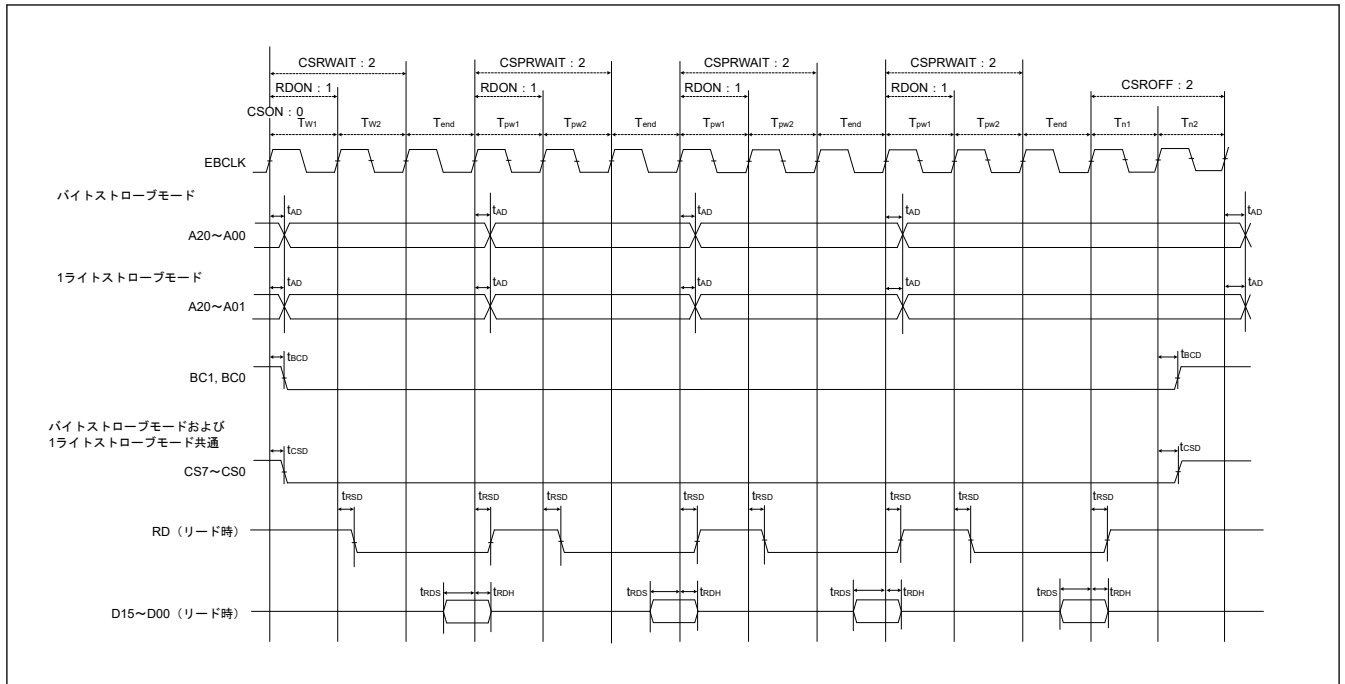 CSRWAIT：2 CSPRWAIT：2 CSPRWAIT：2 CSPRWAIT：2
CSROFF：2
RDON：1 RDON：1 RDON：1 RDON：1
CSON：0
TW1 TW2 Tend Tpw1 Tpw2 Tend Tpw1 Tpw2 Tend Tpw1 Tpw2 Tend Tn1 Tn2
EBCLK
バイトストローブモード
tAD tAD tAD tAD tAD
A20～A00
1ライトストローブモード
tAD tAD tAD tAD tAD
A20～A01
tBCD tBCD
BC1, BC0
バイトストローブモードおよび
1ライトストローブモード共通
tCSD tCSD
CS7～CS0
tRSD tRSD tRSD tRSD tRSD tRSD tRSD tRSD
RD（リード時）
tRDS tRDH tRDS tRDH tRDS tRDH tRDS tRDH
D15～D00（リード時）